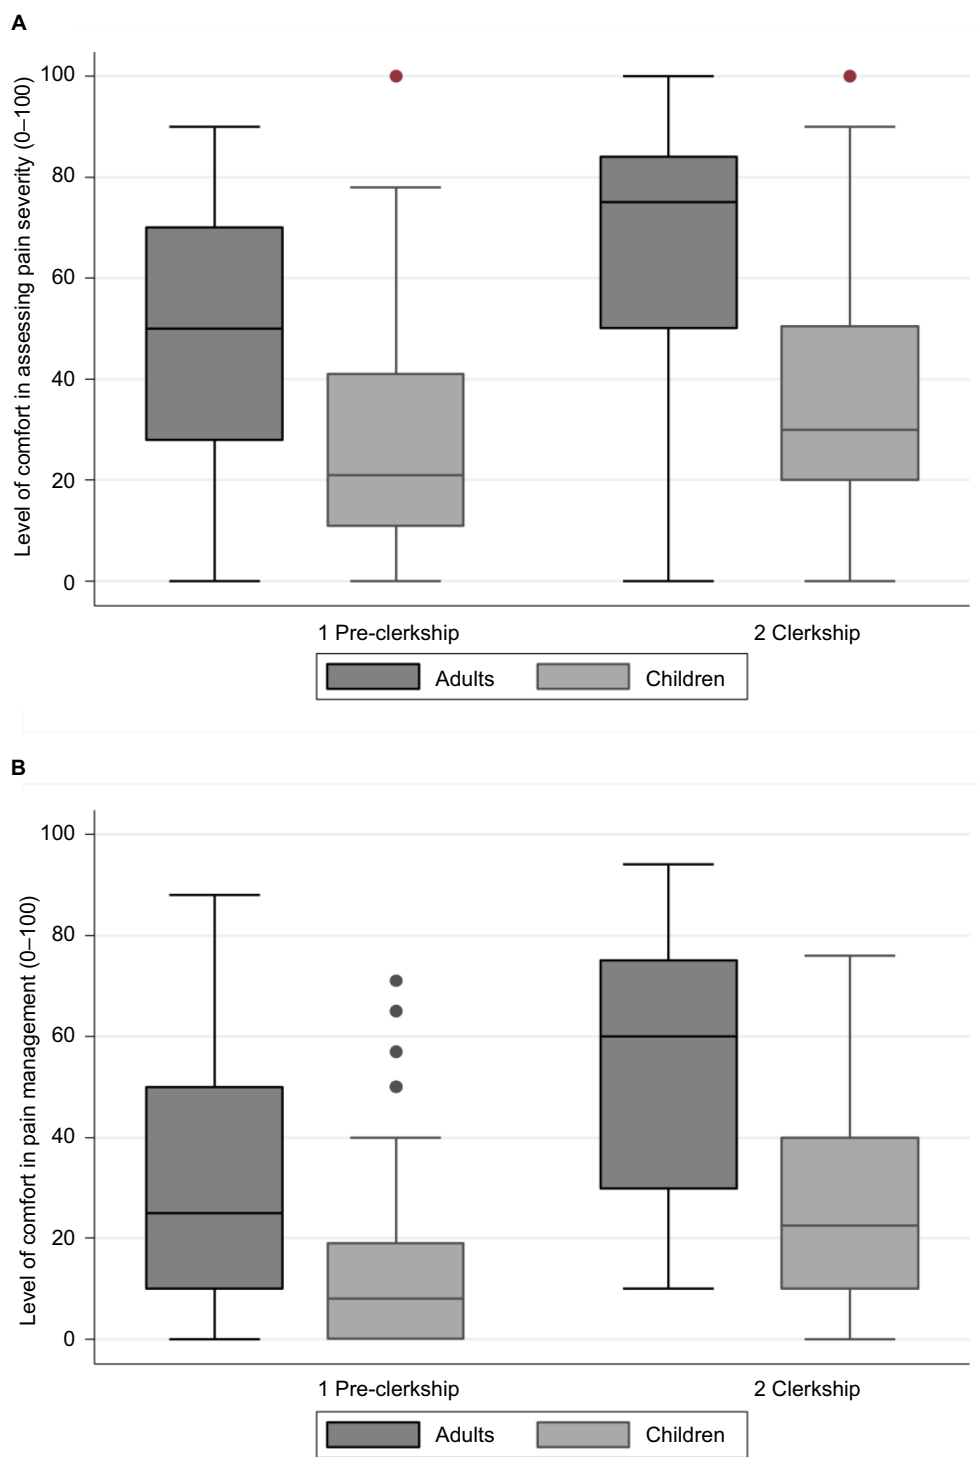 A
Level of comfort in assessing pain severity (0–100)
100
80
60
40
20
0
1 Pre-clerkship 2 Clerkship
Adults Children
B
Level of comfort in pain management (0–100)
100
80
60
40
20
0
1 Pre-clerkship 2 Clerkship
Adults Children